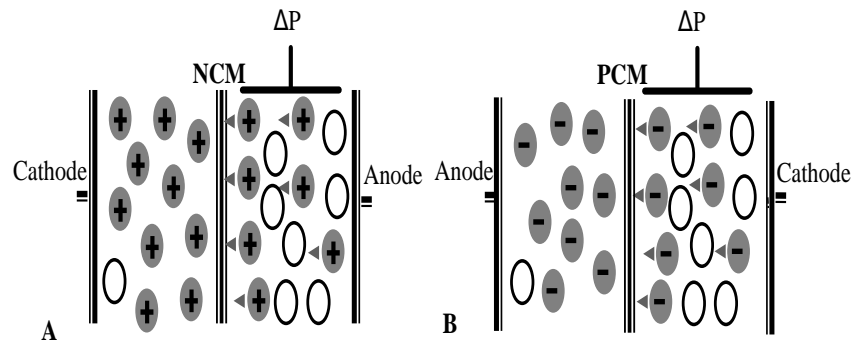 ΔP
NCM
Cathode
Anode
A
ΔP
PCM
Anode
Cathode
B